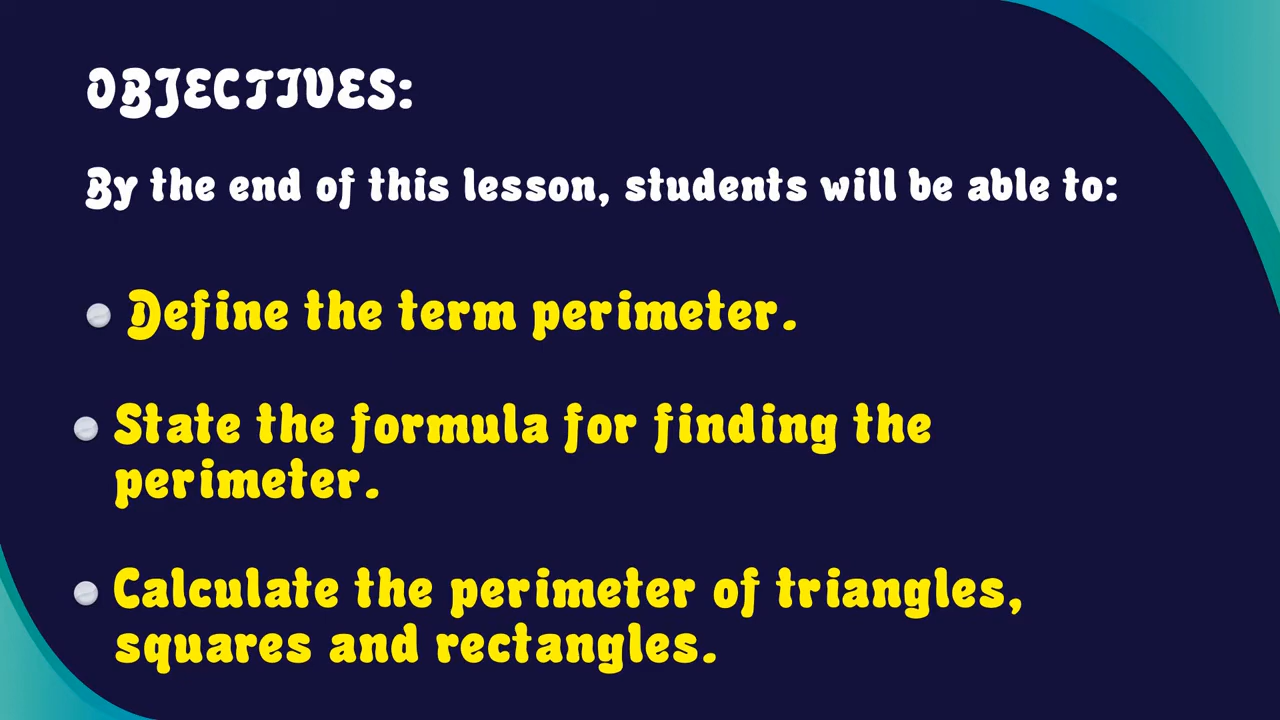 OBJECTIVES:
By the end of this lesson, students will be able to:
Define the term perimeter.
State the formula for finding the
perimeter.
Calculate the perimeter of triangles,
squares and rectangles.